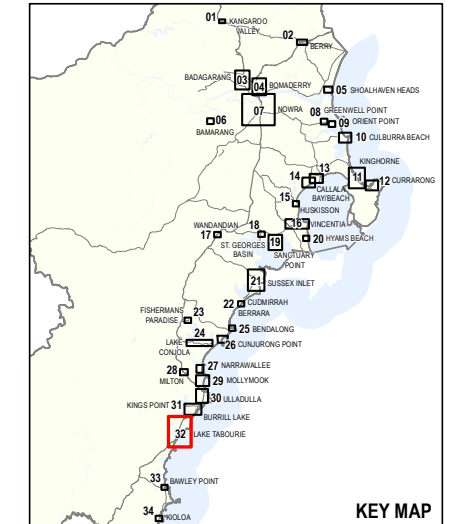 01
KANGAROO
VALLEY
02
BERRY
BADAGARANG
03
04
BOMADERRY
05 SHOALHAVEN HEADS
06
BAMARANG
07
NOWRA
08 GREENWELL POINT
09 ORIENT POINT
10 CULBURRA BEACH
KINGHORNE
11
12 CURRARONG
13
14
CALLALA
BAY/BEACH
15
HUSKISSON
16
VINCENTIA
WANDANDIAN
17
18
ST. GEORGES
BASIN
19
20 HYAMS BEACH
SANCTUARY
POINT
21
SUSSEX INLET
22 CUDMIRRAH
BERRARA
FISHERMANS
PARADISE
23
24
LAKE
CONJOLA
25 BENDALONG
26 CUNJURONG POINT
27 NARRAWALLEE
28
MILTON
29 MOLLYMOOK
30 ULLADULLA
KINGS POINT
31
BURRILL LAKE
32 LAKE TABOURIE
33 BAWLEY POINT
34 KIOLOA
KEY MAP